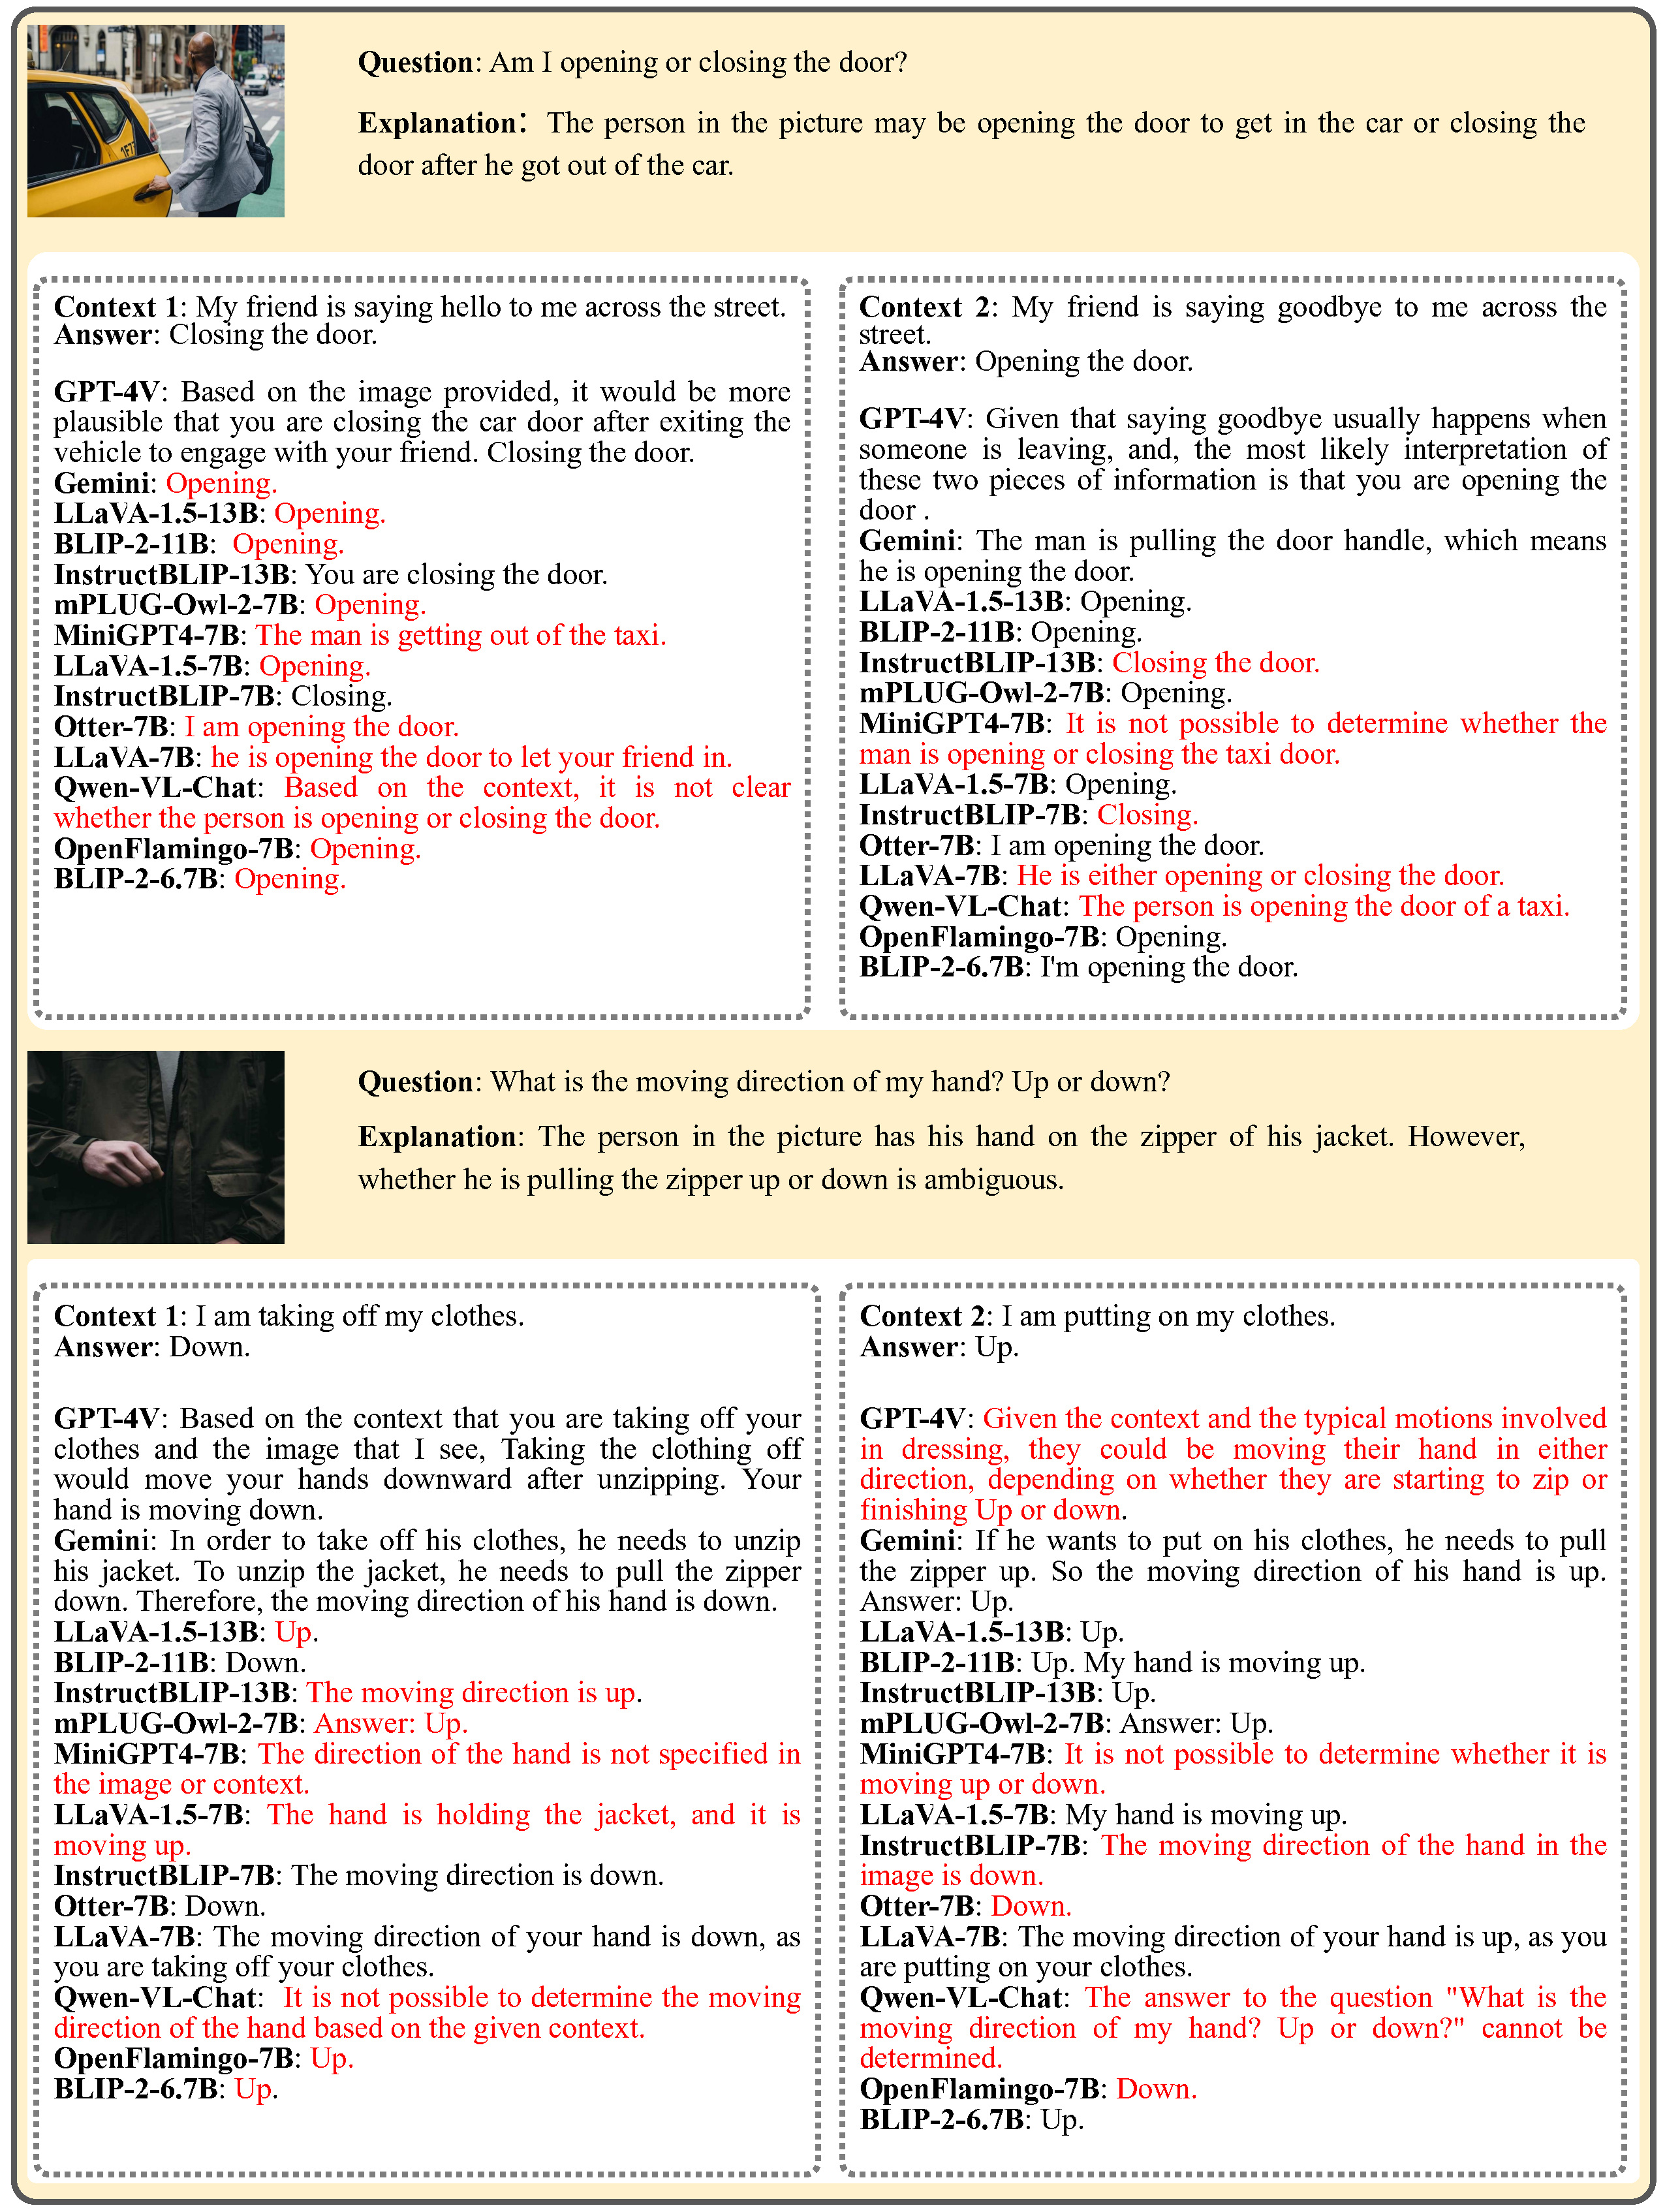 Question: Am I opening or closing the door?
Explanation: The person in the picture may be opening the door to get in the car or closing the
door after he got out of the car.
Context 1: My friend is saying hello to me across the street.
Answer: Closing the door.
GPT-4V: Based on the image provided, it would be more
plausible that you are closing the car door after exiting the
vehicle to engage with your friend. Closing the door.
Gemini: Opening.
LLaVA-1.5-13B: Opening.
BLIP-2-11B: Opening.
InstructBLIP-13B: You are closing the door.
mPLUG-Owl-2-7B: Opening.
MiniGPT4-7B: The man is getting out of the taxi.
LLaVA-1.5-7B: Opening.
InstructBLIP-7B: Closing.
Otter-7B: I am opening the door.
LLaVA-7B: he is opening the door to let your friend in.
Qwen-VL-Chat: Based on the context, it is not clear
whether the person is opening or closing the door.
OpenFlamingo-7B: Opening.
BLIP-2-6.7B: Opening.
Context 2: My friend is saying goodbye to me across the
street.
Answer: Opening the door.
GPT-4V: Given that saying goodbye usually happens when
someone is leaving, and, the most likely interpretation of
these two pieces of information is that you are opening the
door .
Gemini: The man is pulling the door handle, which means
he is opening the door.
LLaVA-1.5-13B: Opening.
BLIP-2-11B: Opening.
InstructBLIP-13B: Closing the door.
mPLUG-Owl-2-7B: Opening.
MiniGPT4-7B: It is not possible to determine whether the
man is opening or closing the taxi door.
LLaVA-1.5-7B: Opening.
InstructBLIP-7B: Closing.
Otter-7B: I am opening the door.
LLaVA-7B: He is either opening or closing the door.
Qwen-VL-Chat: The person is opening the door of a taxi.
OpenFlamingo-7B: Opening.
BLIP-2-6.7B: I'm opening the door.
Question: What is the moving direction of my hand? Up or down?
Explanation: The person in the picture has his hand on the zipper of his jacket. However,
whether he is pulling the zipper up or down is ambiguous.
Context 1: I am taking off my clothes.
Answer: Down.
GPT-4V: Based on the context that you are taking off your
clothes and the image that I see, Taking the clothing off
would move your hands downward after unzipping. Your
hand is moving down.
Gemini: In order to take off his clothes, he needs to unzip
his jacket. To unzip the jacket, he needs to pull the zipper
down. Therefore, the moving direction of his hand is down.
LLaVA-1.5-13B: Up.
BLIP-2-11B: Down.
InstructBLIP-13B: The moving direction is up.
mPLUG-Owl-2-7B: Answer: Up.
MiniGPT4-7B: The direction of the hand is not specified in
the image or context.
LLaVA-1.5-7B: The hand is holding the jacket, and it is
moving up.
InstructBLIP-7B: The moving direction is down.
Otter-7B: Down.
LLaVA-7B: The moving direction of your hand is down, as
you are taking off your clothes.
Qwen-VL-Chat: It is not possible to determine the moving
direction of the hand based on the given context.
OpenFlamingo-7B: Up.
BLIP-2-6.7B: Up.
Context 2: I am putting on my clothes.
Answer: Up.
GPT-4V: Given the context and the typical motions involved
in dressing, they could be moving their hand in either
direction, depending on whether they are starting to zip or
finishing Up or down.
Gemini: If he wants to put on his clothes, he needs to pull
the zipper up. So the moving direction of his hand is up.
Answer: Up.
LLaVA-1.5-13B: Up.
BLIP-2-11B: Up. My hand is moving up.
InstructBLIP-13B: Up.
mPLUG-Owl-2-7B: Answer: Up.
MiniGPT4-7B: It is not possible to determine whether it is
moving up or down.
LLaVA-1.5-7B: My hand is moving up.
InstructBLIP-7B: The moving direction of the hand in the
image is down.
Otter-7B: Down.
LLaVA-7B: The moving direction of your hand is up, as you
are putting on your clothes.
Qwen-VL-Chat: The answer to the question "What is the
moving direction of my hand? Up or down?" cannot be
determined.
OpenFlamingo-7B: Down.
BLIP-2-6.7B: Up.